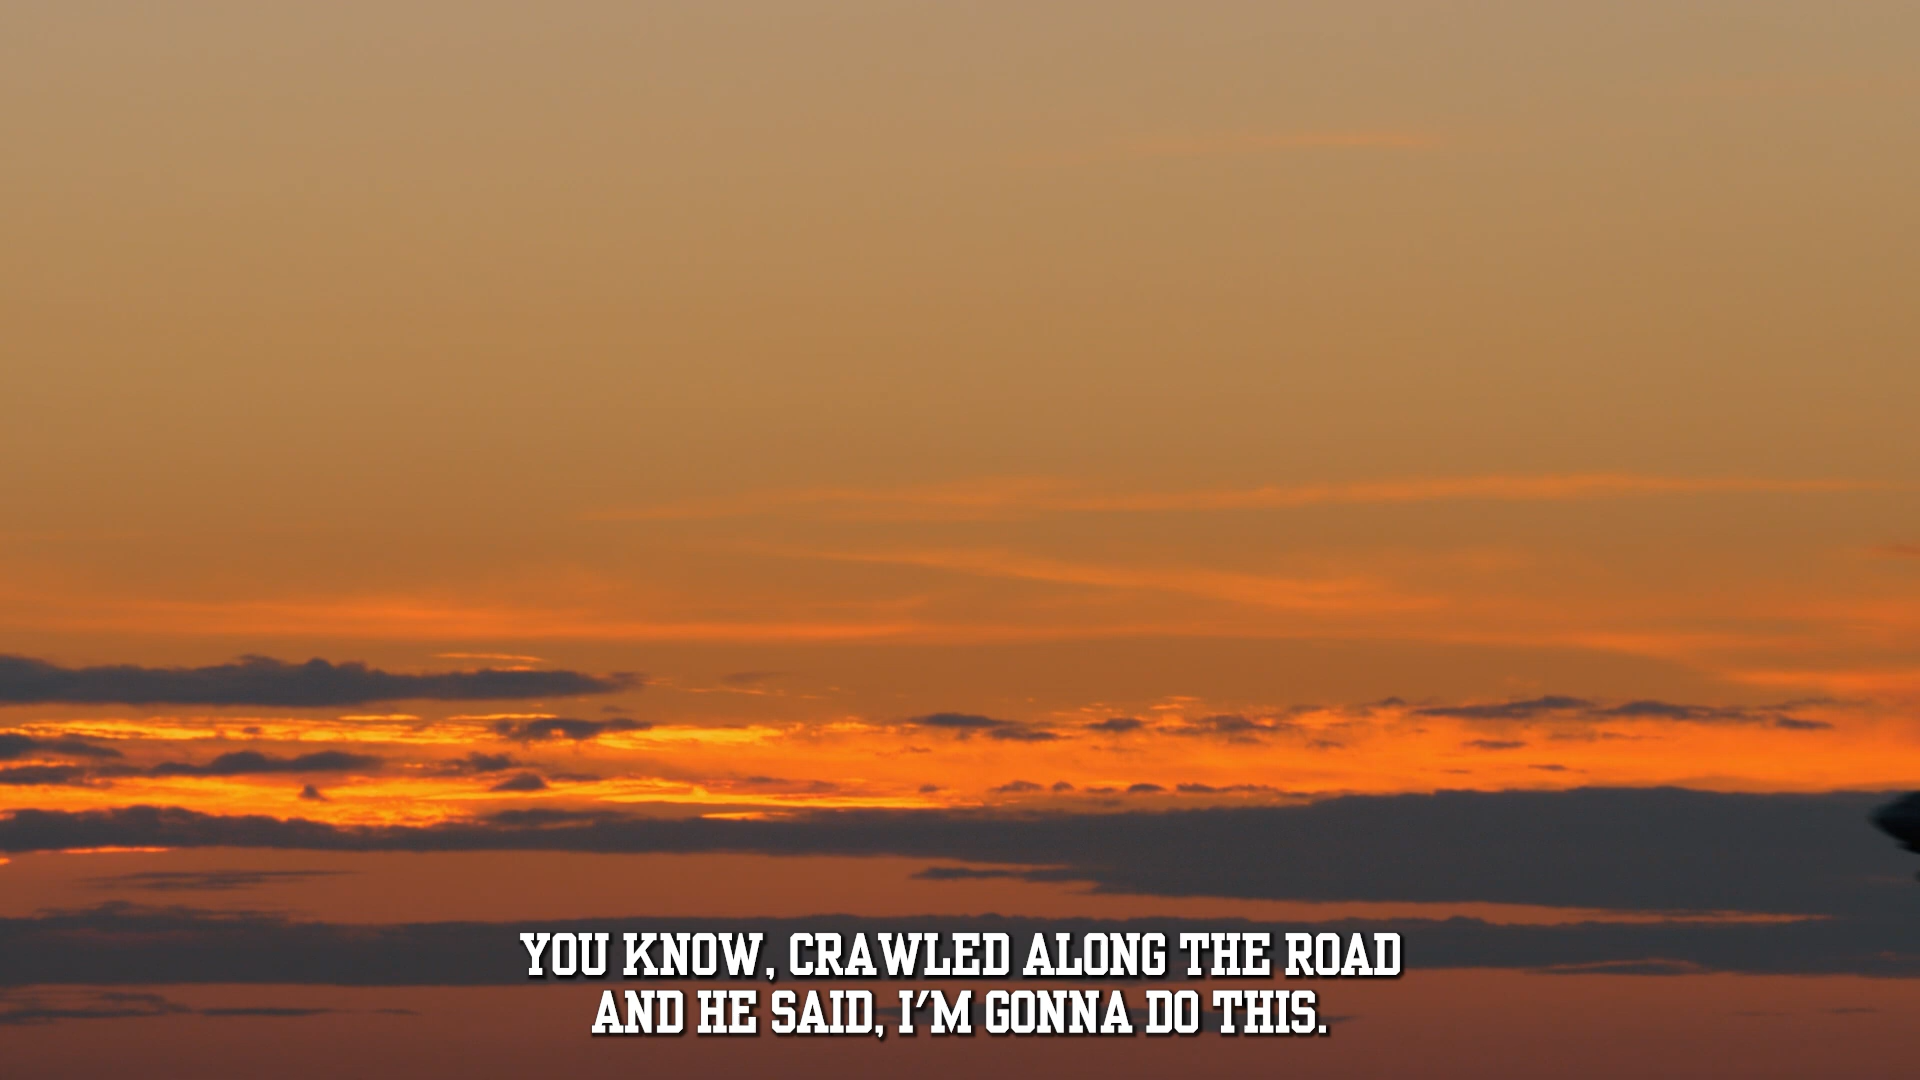 YOU KNOW, CRAWLED ALONG THE ROAD
AND HE SAID, I'M GONNA DO THIS.